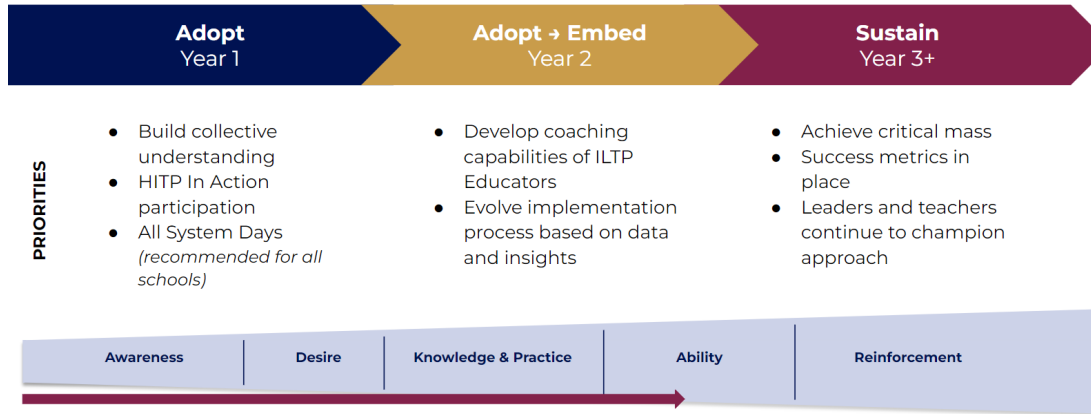 Adopt
Year 1
Adopt → Embed
Year 2
Sustain
Year 3+
PRIORITIES
● Build collective
understanding
● HITP In Action
participation
● All System Days
(recommended for all
schools)
● Develop coaching
capabilities of ILTP
Educators
● Evolve implementation
process based on data
and insights
● Achieve critical mass
● Success metrics in
place
● Leaders and teachers
continue to champion
approach
Awareness
Desire
Knowledge & Practice
Ability
Reinforcement